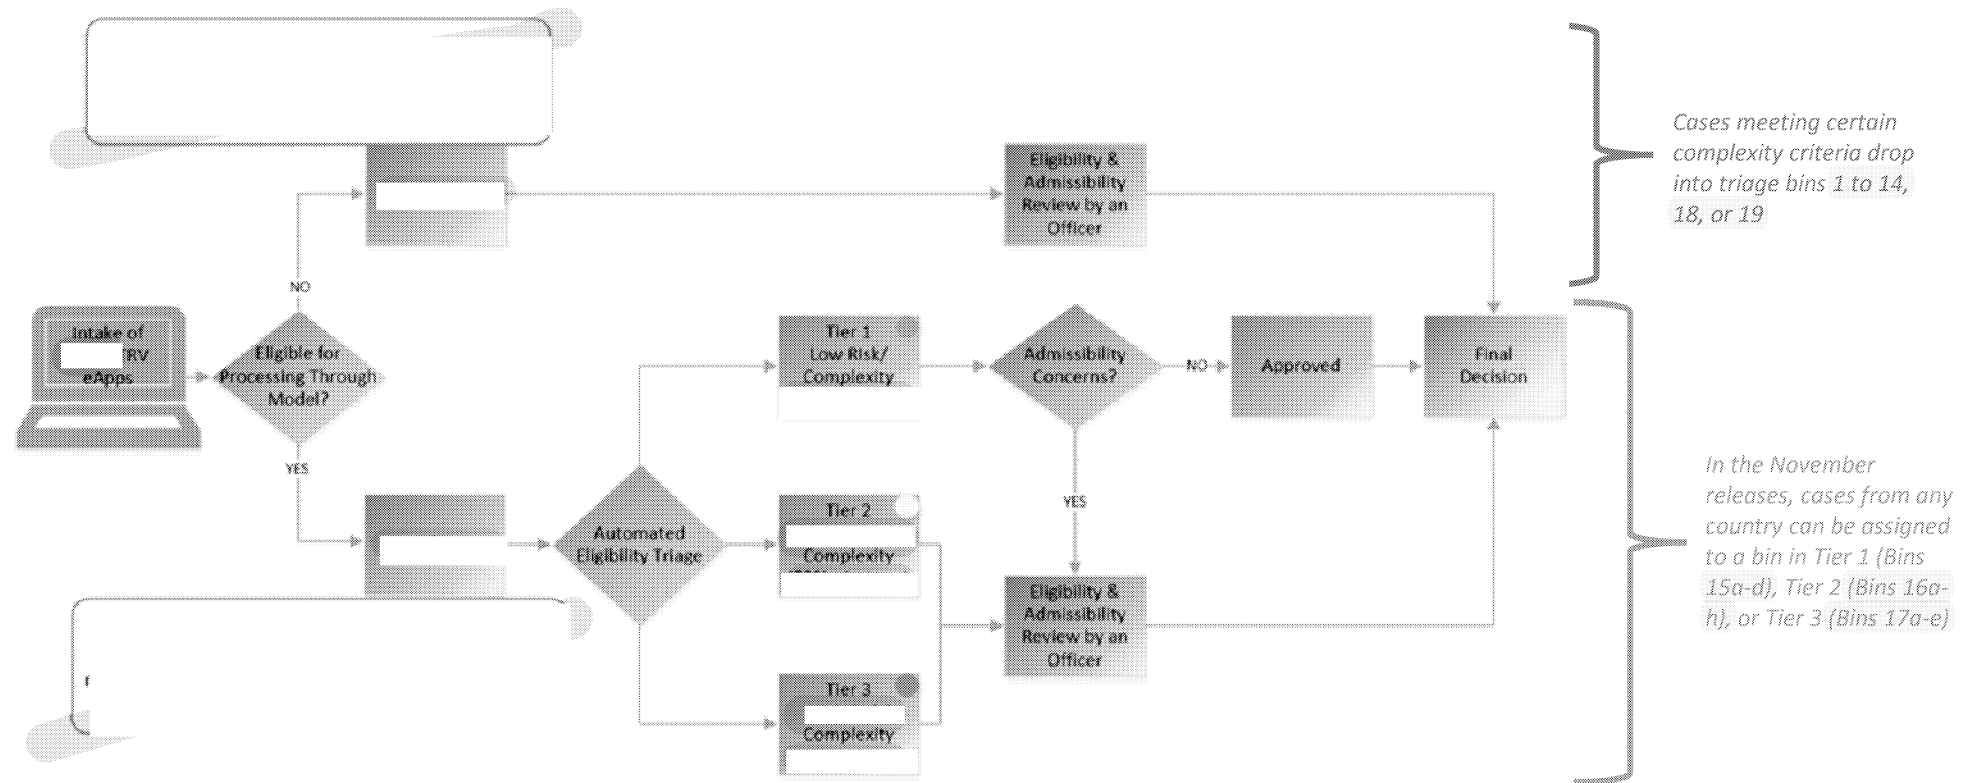 Eligibility &
Admissibility
Review by an
Officer
Cases meeting certain
complexity criteria drop
into triage bins 1 to 14,
18, or 19
NO
Intake of
TRV
eApps
Eligible for
Processing Through
Model?
YES
Tier 1
Low Risk/
Complexity
Admissibility
Concerns?
NO
Approved
Final
Decision
YES
Automated
Eligibility Triage
Tier 2
Complexity
Eligibility &
Admissibility
Review by an
Officer
Tier 3
Complexity
In the November
releases, cases from any
country can be assigned
to a bin in Tier 1 (Bins
15a-d), Tier 2 (Bins 16a-
h), or Tier 3 (Bins 17a-e)